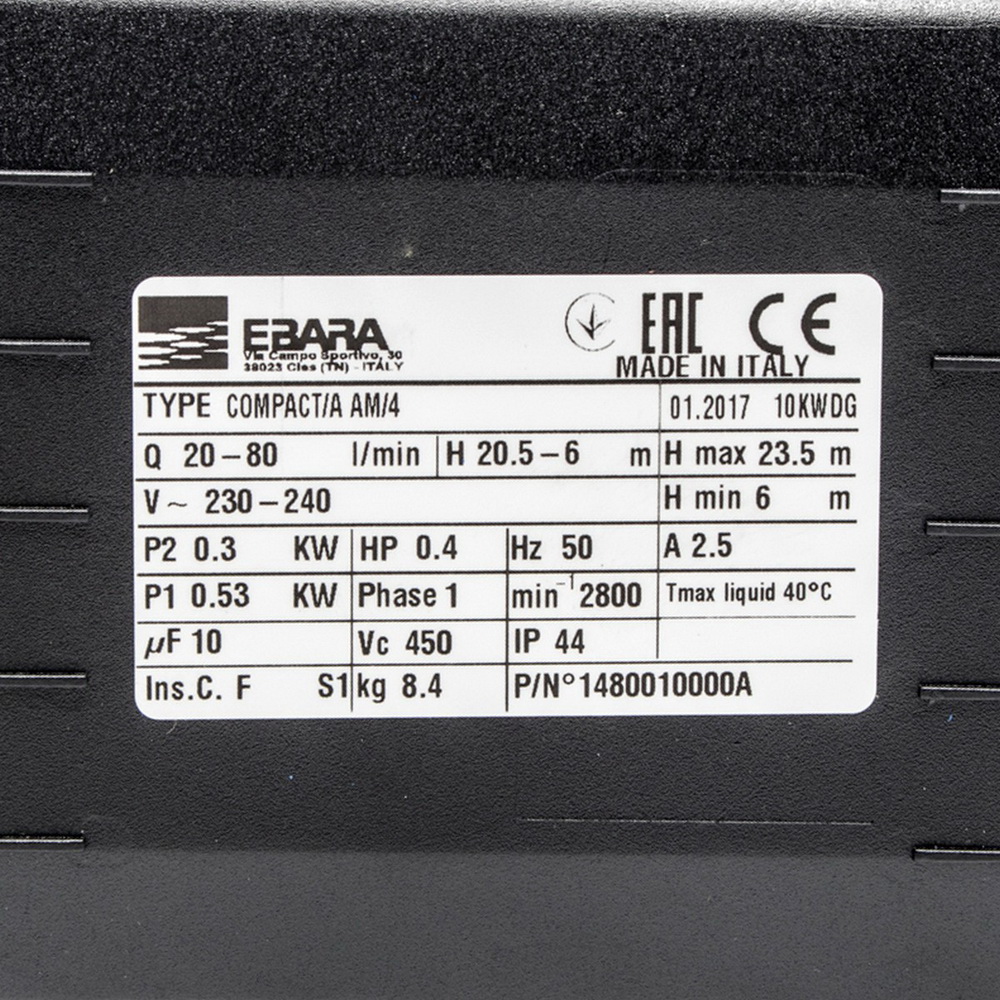 EBARA
Via Campo Sportivo, 30
38023 Cles (TN) - ITALY
EAC CE
MADE IN ITALY
TYPE COMPACT/A AM/4 01.2017 10KWDG
Q 20-80 l/min H 20.5-6 m H max 23.5 m
V~ 230-240 H min 6 m
P2 0.3 KW HP 0.4 Hz 50 A 2.5
P1 0.53 KW Phase 1 min⁻¹ 2800 Tmax liquid 40°C
µF 10 Vc 450 IP 44
Ins.C. F S1 kg 8.4 P/N°1480010000A